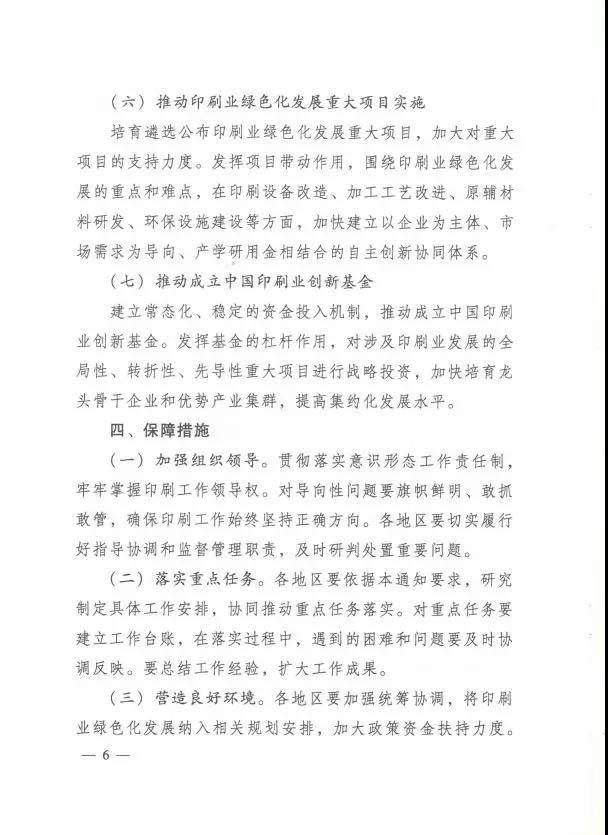 （六）推动印刷业绿色化发展重大项目实施
培育遴选公布印刷业绿色化发展重大项目，加大对重大
项目的支持力度。发挥项目带动作用，围绕印刷业绿色化发
展的重点和难点，在印刷设备改造、加工工艺改进、原辅材
料研发、环保设施建设等方面，加快建立以企业为主体、市
场需求为导向、产学研用金相结合的自主创新协同体系。
（七）推动成立中国印刷业创新基金
建立常态化、稳定的资金投入机制，推动成立中国印刷
业创新基金。发挥基金的杠杆作用，对涉及印刷业发展的全
局性、转折性、先导性重大项目进行战略投资，加快培育龙
头骨干企业和优势产业集群，提高集约化发展水平。
四、保障措施
（一）加强组织领导。贯彻落实意识形态工作责任制，
牢牢掌握印刷工作领导权。对导向性问题要旗帜鲜明、敢抓
敢管，确保印刷工作始终坚持正确方向。各地区要切实履行
好指导协调和监督管理职责，及时研判处置重要问题。
（二）落实重点任务。各地区要依据本通知要求，研究
制定具体工作安排，协同推动重点任务落实。对重点任务要
建立工作台账，在落实过程中，遇到的困难和问题要及时协
调反映。要总结工作经验，扩大工作成果。
（三）营造良好环境。各地区要加强统筹协调，将印刷
业绿色化发展纳入相关规划安排，加大政策资金扶持力度。
— 6 —